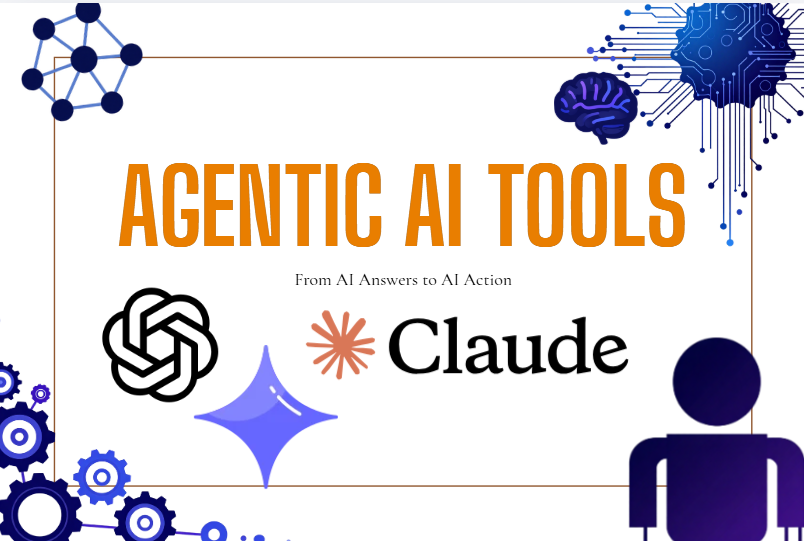 AGENTIC AI TOOLS
From AI Answers to AI Action
Claude